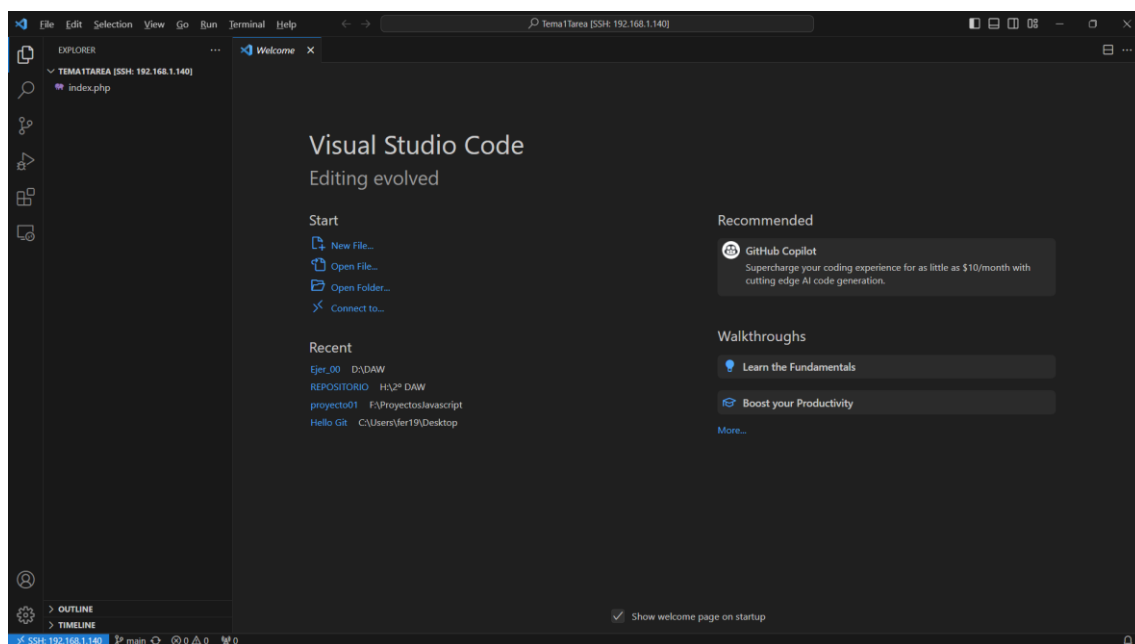 File Edit Selection View Go Run Terminal Help
Tema1Tarea [SSH: 192.168.1.140]
EXPLORER
Welcome
TEMA1TAREA [SSH: 192.168.1.140]
index.php
Visual Studio Code
Editing evolved
Start
New File...
Open File...
Open Folder...
Connect to...
Recent
Ejer_00 D:\DAW
REPOSITORIO H:\2º DAW
proyecto01 F:\ProyectosJavascript
Hello Git C:\Users\fer19\Desktop
Recommended
GitHub Copilot
Supercharge your coding experience for as little as $10/month with
cutting edge AI code generation.
Walkthroughs
Learn the Fundamentals
Boost your Productivity
More...
OUTLINE
TIMELINE
Show welcome page on startup
SSH: 192.168.1.140 main 0 0 0